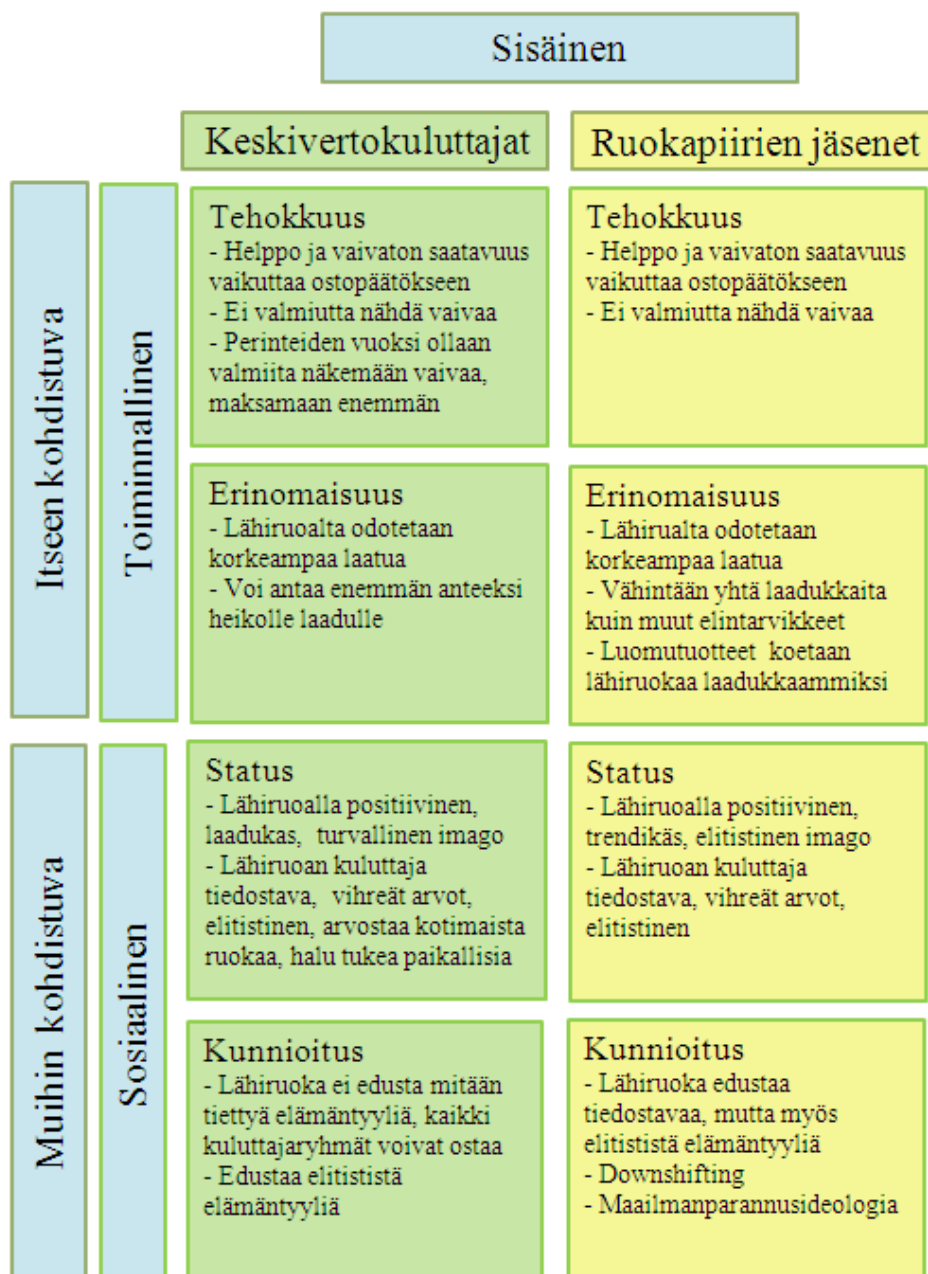 Sisäinen
Keskivertokuluttajat
Ruokapiirien jäsenet
Itseen kohdistuva
Toiminnallinen
Tehokkuus
- Helppo ja vaivaton saatavuus
vaikuttaa ostopäätökseen
- Ei valmiutta nähdä vaivaa
- Perinteiden vuoksi ollaan
valmiita näkemään vaivaa,
maksamaan enemmän
Tehokkuus
- Helppo ja vaivaton saatavuus
vaikuttaa ostopäätökseen
- Ei valmiutta nähdä vaivaa
Erinomaisuus
- Lähiruoalta odotetaan
korkeampaa laatua
- Voi antaa enemmän anteeksi
heikolle laadulle
Erinomaisuus
- Lähirualta odotetaan
korkeampaa laatua
- Vähintään yhtä laadukkaita
kuin muut elintarvikkeet
- Luomutuotteet koetaan
lähiruokaa laadukkaammiksi
Muihin kohdistuva
Sosiaalinen
Status
- Lähiruoalla positiivinen,
laadukas, turvallinen imago
- Lähiruoan kuluttaja
tiedostava, vihreät arvot,
elitistinen, arvostaa kotimaista
ruokaa, halu tukea paikallisia
Status
- Lähiruoalla positiivinen,
trendikäs, elitistinen imago
- Lähiruoan kuluttaja
tiedostava, vihreät arvot,
elitistinen
Kunnioitus
- Lähiruoka ei edusta mitään
tiettyä elämäntyyliä, kaikki
kuluttajaryhmät voivat ostaa
- Edustaa elitististä
elämäntyyliä
Kunnioitus
- Lähiruoka edustaa
tiedostavaa, mutta myös
elitististä elämäntyyliä
- Downshifting
- Maailmanparannusideologia